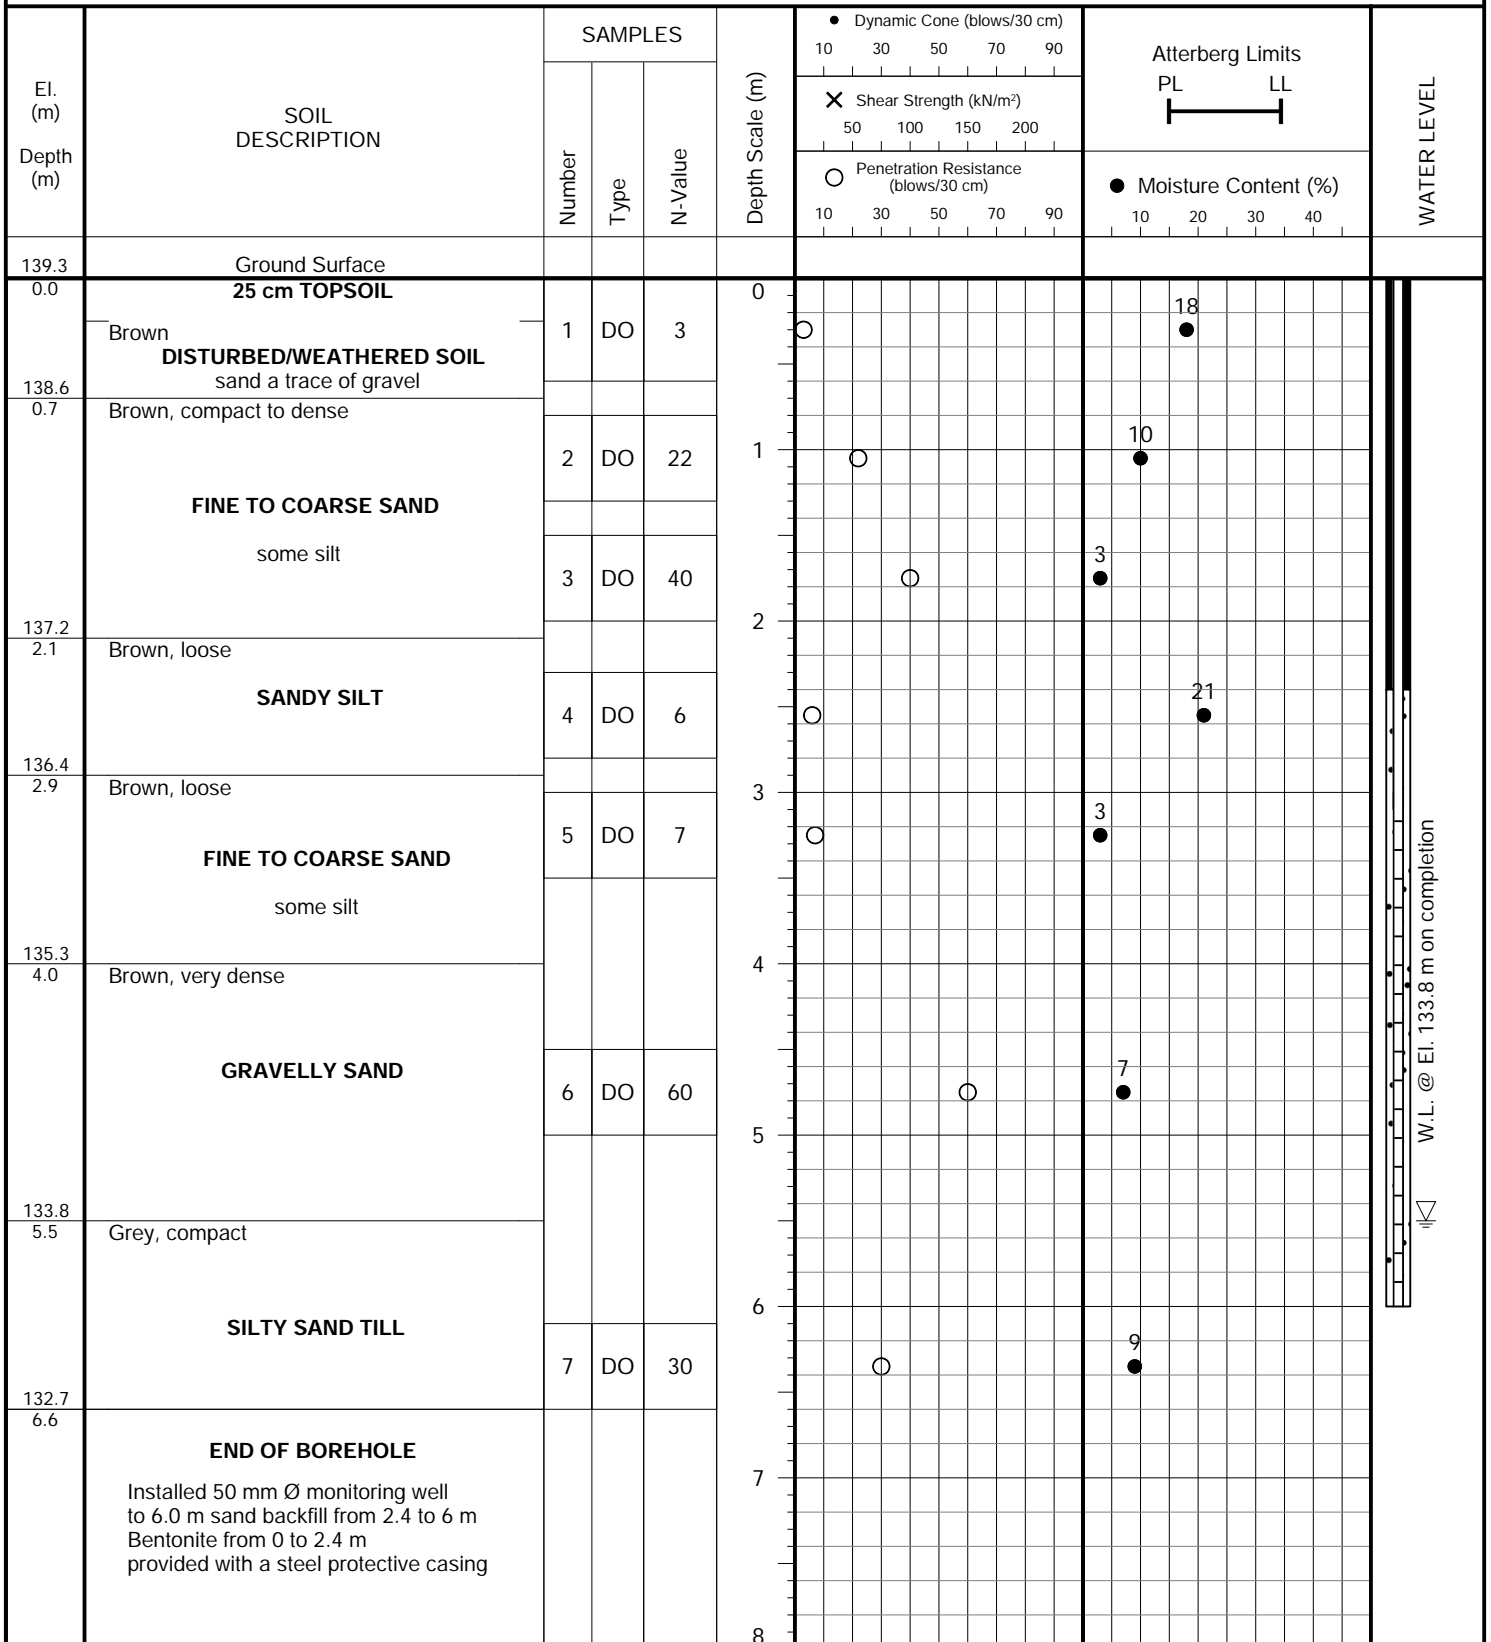 El.
(m)
Depth
(m)
SOIL
DESCRIPTION
SAMPLES
Number
Type
N-Value
Depth Scale (m)
Dynamic Cone (blows/30 cm)
10 30 50 70 90
Shear Strength (kN/m²)
50 100 150 200
Penetration Resistance
(blows/30 cm)
10 30 50 70 90
Atterberg Limits
PL LL
Moisture Content (%)
10 20 30 40
WATER LEVEL
139.3 Ground Surface
0.0 25 cm TOPSOIL 0
18
Brown 1 DO 3
DISTURBED/WEATHERED SOIL
sand a trace of gravel
138.6
0.7 Brown, compact to dense
10
1
2 DO 22
FINE TO COARSE SAND
some silt
3
3 DO 40
2
137.2
2.1 Brown, loose
SANDY SILT
21
4 DO 6
136.4
2.9 Brown, loose
3
3
5 DO 7
FINE TO COARSE SAND
some silt
135.3
4.0 Brown, very dense
4
GRAVELLY SAND
7
6 DO 60
5
W.L. @ El. 133.8 m on completion
133.8
5.5 Grey, compact
6
SILTY SAND TILL
9
7 DO 30
132.7
6.6
END OF BOREHOLE
7
Installed 50 mm Ø monitoring well
to 6.0 m sand backfill from 2.4 to 6 m
Bentonite from 0 to 2.4 m
provided with a steel protective casing
8